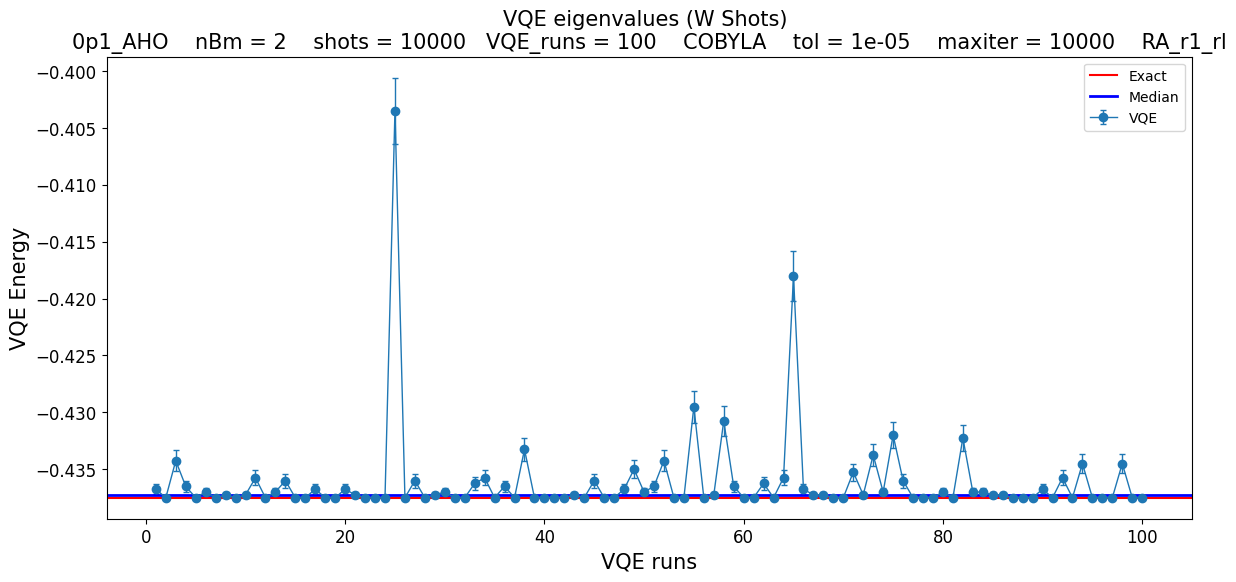 VQE eigenvalues (W Shots)
0p1_AHO nBm = 2 shots = 10000 VQE_runs = 100 COBYLA tol = 1e-05 maxiter = 10000 RA_r1_rl
Exact
Median
VQE
VQE Energy
−0.400
−0.405
−0.410
−0.415
−0.420
−0.425
−0.430
−0.435
0 20 40 60 80 100
VQE runs